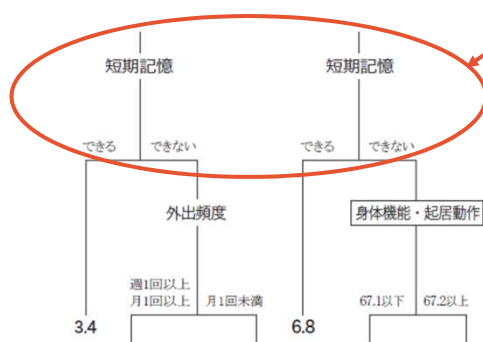 短期記憶 短期記憶
できる できない できる できない
外出頻度 身体機能・起居動作
週1回以上
月1回以上 月1回未満 67.1以下 67.2以上
3.4 6.8